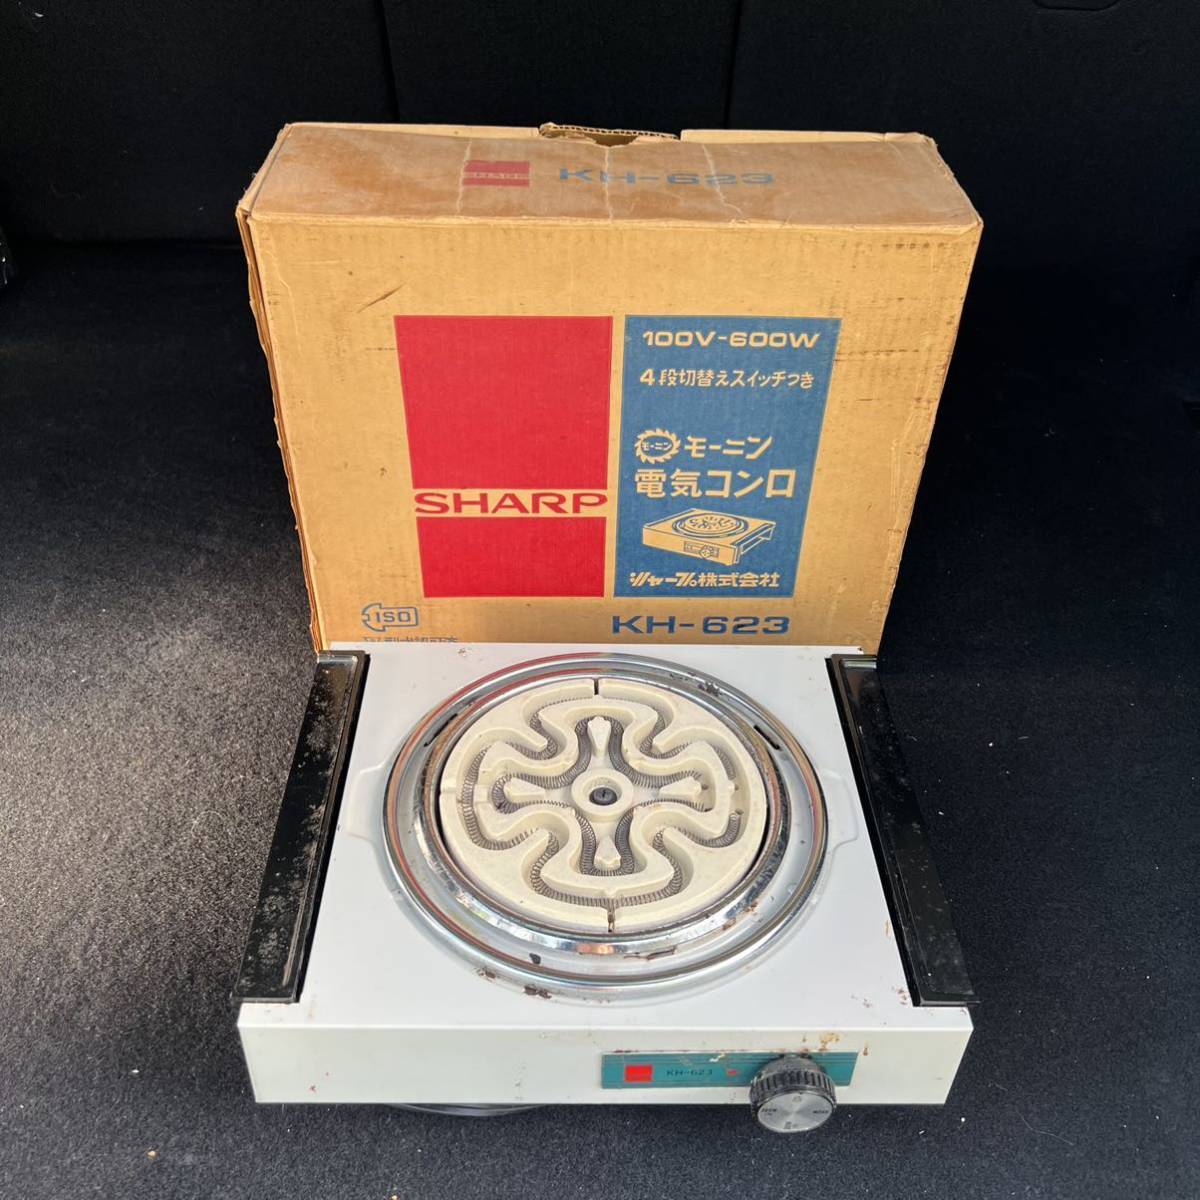 SHARP KH-623
100V-600W
4段切替えスイッチつき
モーニン モーニン
電気コンロ
SHARP
シャープ株式会社
ISO
KH-623
KH-623